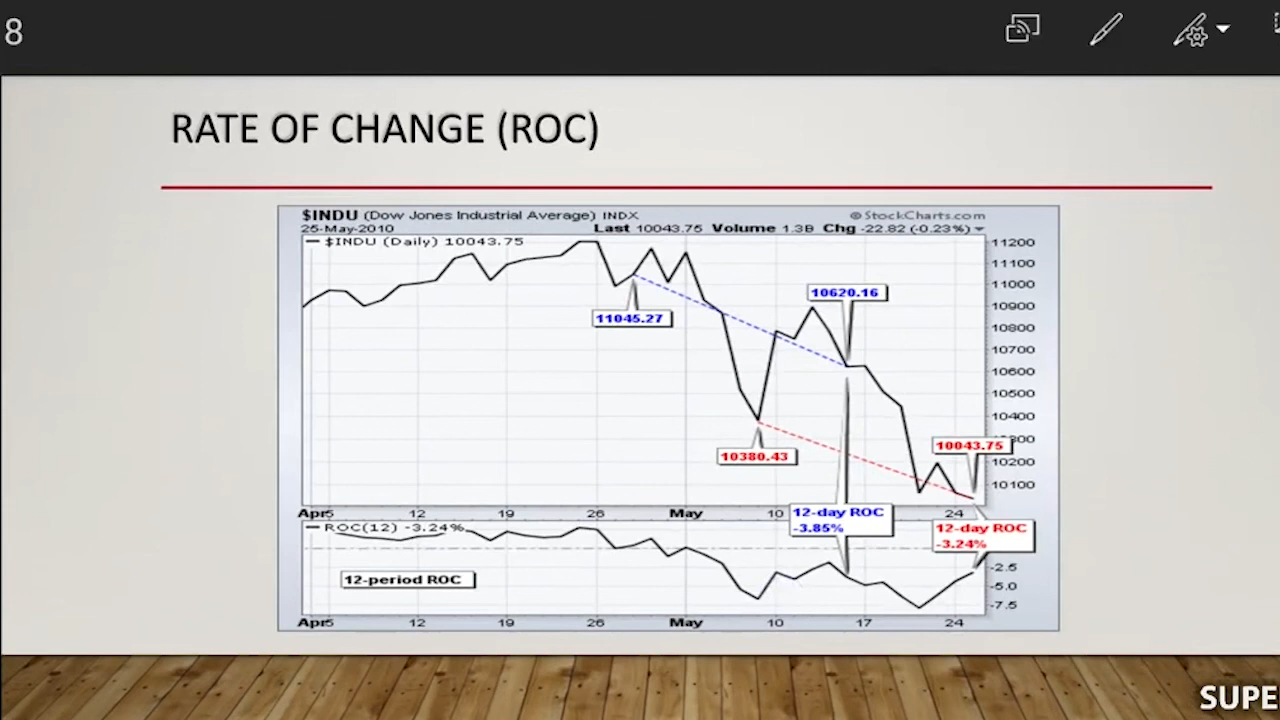 8
RATE OF CHANGE (ROC)
$INDU (Dow Jones Industrial Average) INDX
© StockCharts.com
25-May-2010
Last 10043.75 Volume 1.3B Chg -22.82 (-0.23%)
$INDU (Daily) 10043.75
11200
11100
11000
10900
10800
10700
10600
10500
10400
10200
10100
10620.16
11045.27
10380.43
10043.75
Apr5 12 19 26 May 10 24
12-day ROC
-3.85%
12-day ROC
-3.24%
ROC(12) -3.24%
12-period ROC
-2.5
-5.0
-7.5
Apr5 12 19 26 May 10 17 24
SUPE